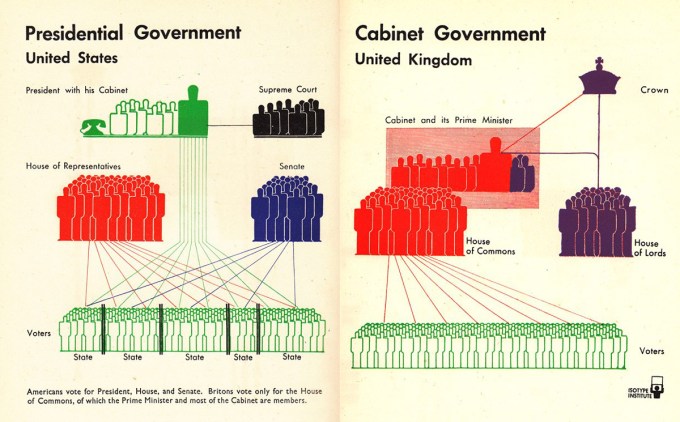 Presidential Government
United States
President with his Cabinet
Supreme Court
House of Representatives
Senate
Voters
State
State
State
State
State
Americans vote for President, House, and Senate. Britons vote only for the House
of Commons, of which the Prime Minister and most of the Cabinet are members.
Cabinet Government
United Kingdom
Crown
Cabinet and its Prime Minister
House
of Commons
House
of Lords
Voters
ISOTYPE
INSTITUTE